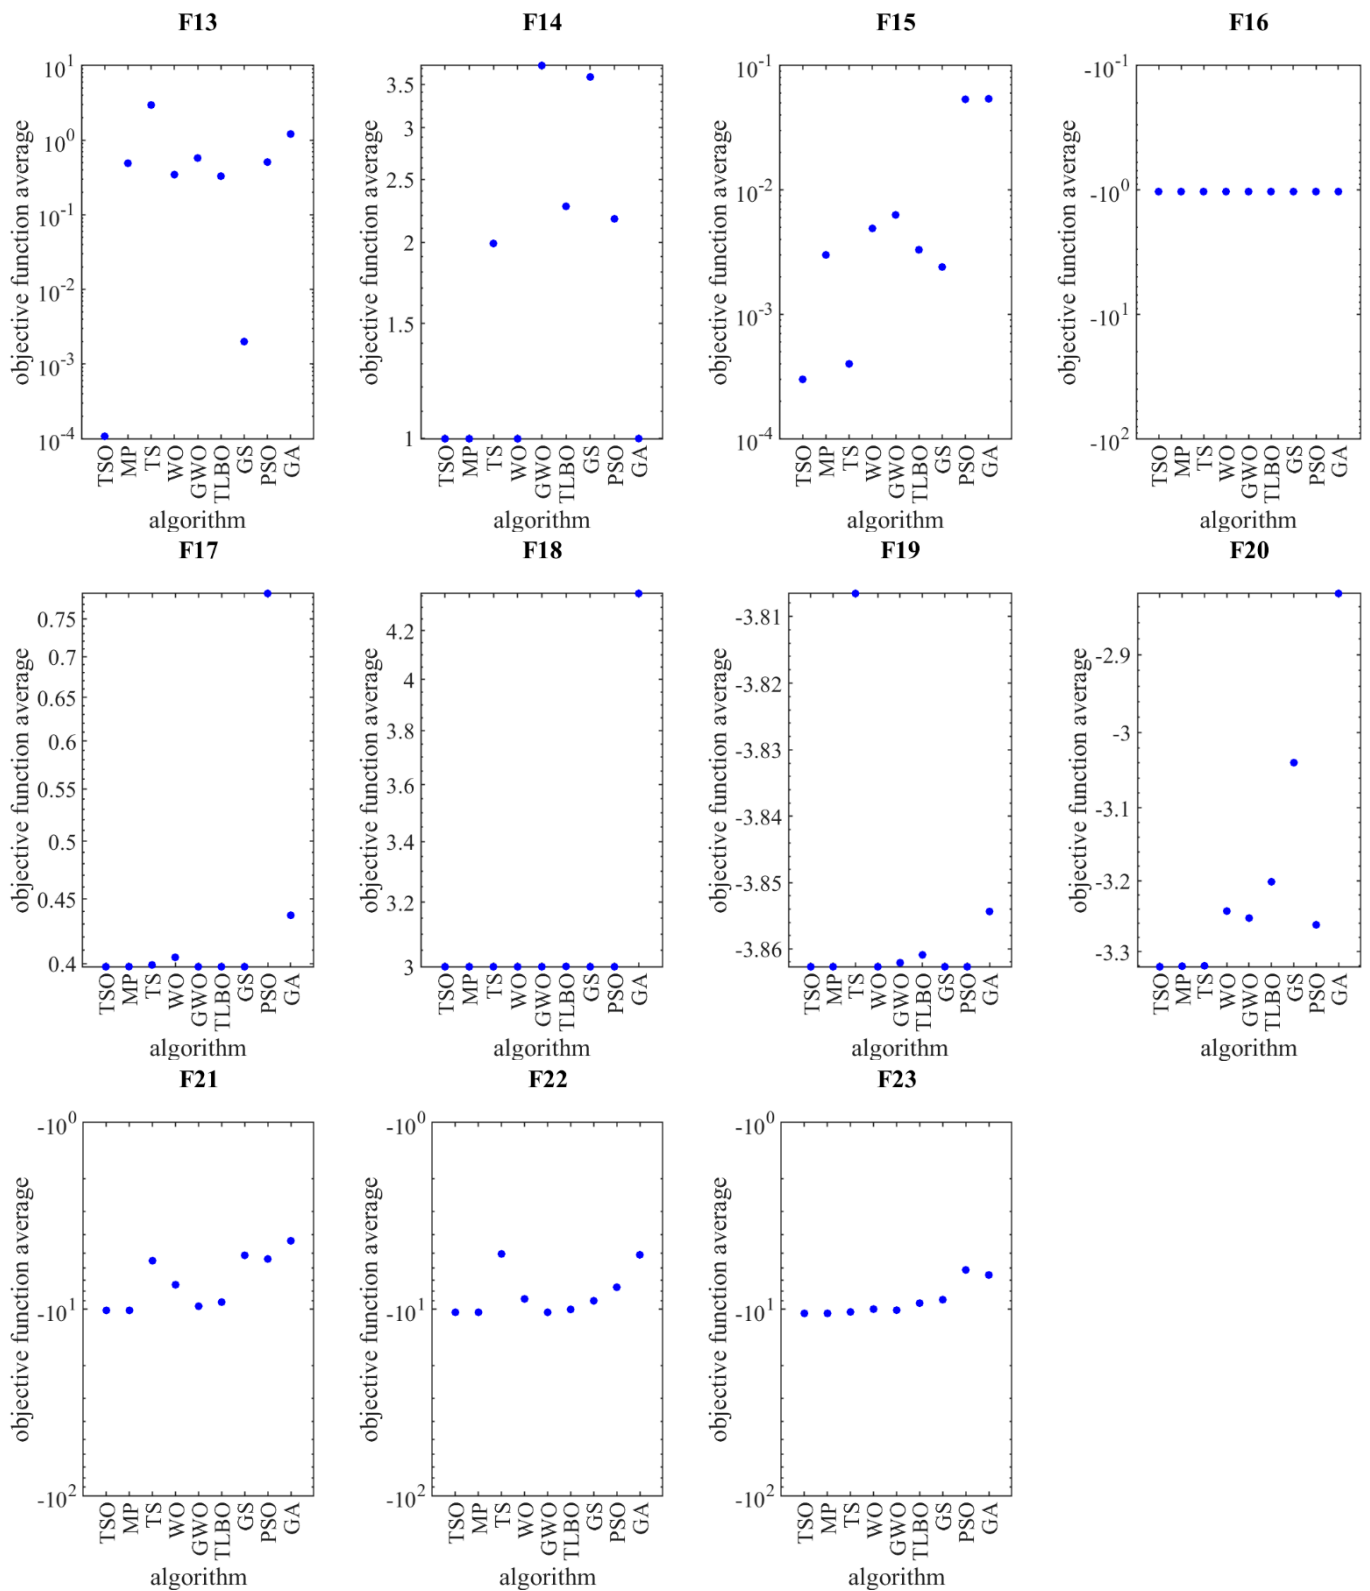 F13
objective function average
10^1
10^0
10^-1
10^-2
10^-3
10^-4
TSO
MP
TS
WO
GWO
TLBO
GS
PSO
GA
algorithm
F14
objective function average
3.5
3
2.5
2
1.5
1
TSO
MP
TS
WO
GWO
TLBO
GS
PSO
GA
algorithm
F15
objective function average
10^-1
10^-2
10^-3
10^-4
TSO
MP
TS
WO
GWO
TLBO
GS
PSO
GA
algorithm
F16
objective function average
-10^-1
-10^0
-10^1
-10^2
TSO
MP
TS
WO
GWO
TLBO
GS
PSO
GA
algorithm
F17
objective function average
0.75
0.7
0.65
0.6
0.55
0.5
0.45
0.4
TSO
MP
TS
WO
GWO
TLBO
GS
PSO
GA
algorithm
F18
objective function average
4.2
4
3.8
3.6
3.4
3.2
3
TSO
MP
TS
WO
GWO
TLBO
GS
PSO
GA
algorithm
F19
objective function average
-3.81
-3.82
-3.83
-3.84
-3.85
-3.86
TSO
MP
TS
WO
GWO
TLBO
GS
PSO
GA
algorithm
F20
objective function average
-2.9
-3
-3.1
-3.2
-3.3
TSO
MP
TS
WO
GWO
TLBO
GS
PSO
GA
algorithm
F21
objective function average
-10^0
-10^1
-10^2
TSO
MP
TS
WO
GWO
TLBO
GS
PSO
GA
algorithm
F22
objective function average
-10^0
-10^1
-10^2
TSO
MP
TS
WO
GWO
TLBO
GS
PSO
GA
algorithm
F23
objective function average
-10^0
-10^1
-10^2
TSO
MP
TS
WO
GWO
TLBO
GS
PSO
GA
algorithm